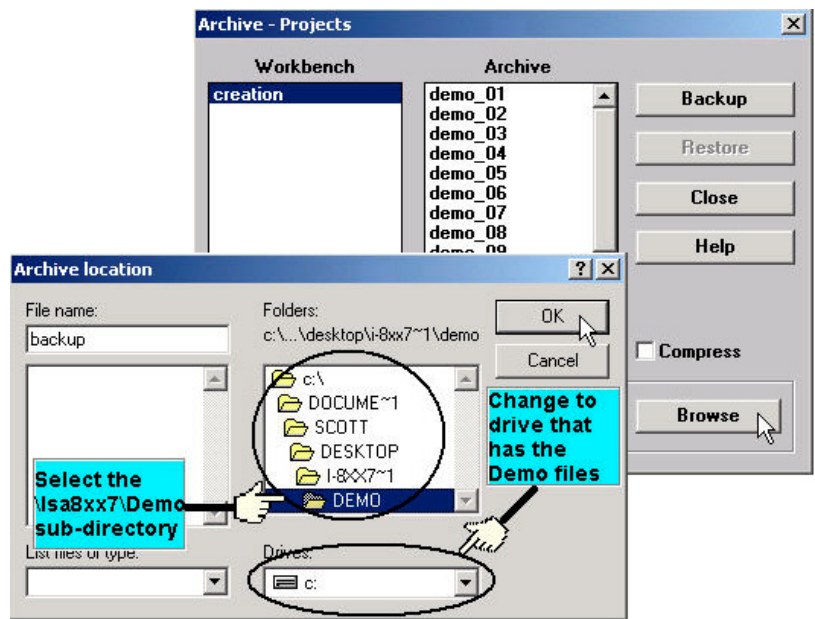 Archive - Projects
Workbench
Archive
creation
demo_01
demo_02
demo_03
demo_04
demo_05
demo_06
demo_07
demo_08
demo_09
Backup
Restore
Close
Help
Compress
Browse
Archive location
File name:
backup
Folders:
c:\...\desktop\i-8xx7~1\demo
c:\
DOCUME~1
SCOTT
DESKTOP
I-8XX7~1
DEMO
OK
Cancel
Change to
drive that
has the
Demo files
Select the
\Isa8xx7\Demo
sub-directory
List files of type:
Drives:
c: